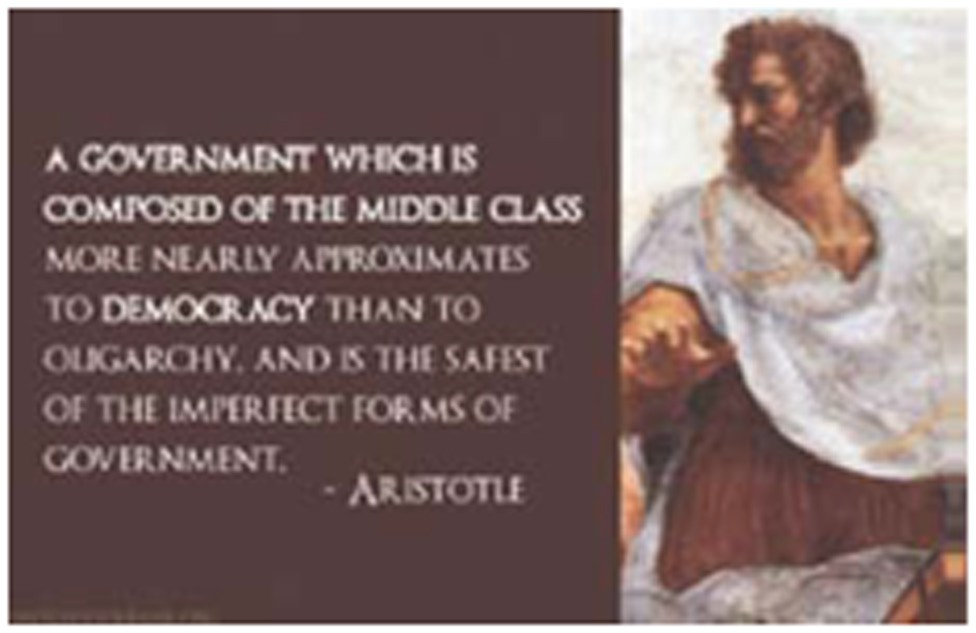 A GOVERNMENT WHICH IS
COMPOSED OF THE MIDDLE CLASS
MORE NEARLY APPROXIMATES
TO DEMOCRACY THAN TO
OLIGARCHY, AND IS THE SAFEST
OF THE IMPERFECT FORMS OF
GOVERNMENT.
- ARISTOTLE